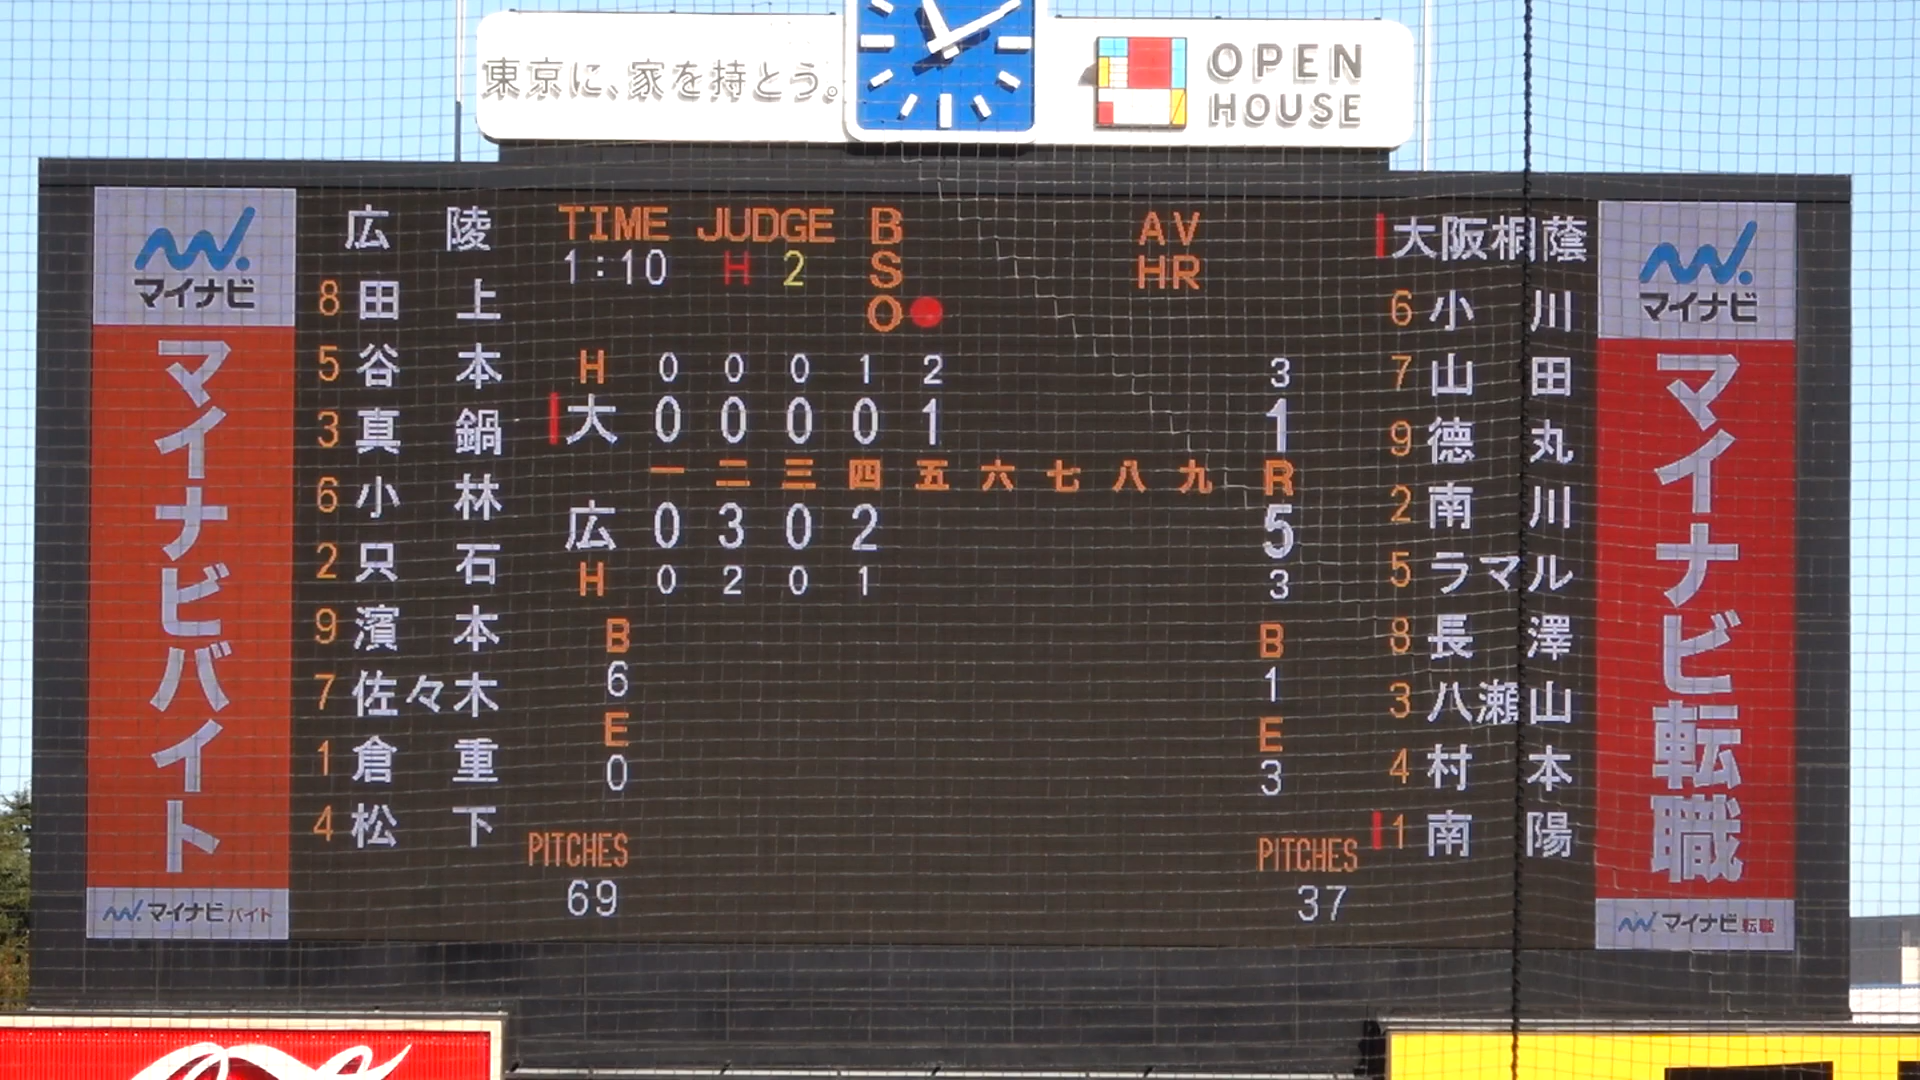 東京に、家を持とう。
OPEN
HOUSE
マイナビ
マイナビバイト
マイナビ バイト
広 陵
8 田 上
5 谷 本
3 真 鍋
6 小 林
2 只 石
9 濱 本
7 佐々木
1 倉 重
4 松 下
TIME JUDGE B
1:10 H 2 S
O
AV
HR
H 0 0 0 1 2 3
大 0 0 0 0 1 1
一 二 三 四 五 六 七 八 九 R
広 0 3 0 2 5
H 0 2 0 1 3
B
6
E
0
PITCHES
69
B
1
E
3
PITCHES
37
大阪桐蔭
6 小 川
7 山 田
9 徳 丸
2 南 川
5 ラマル
8 長 澤
3 八瀬山
4 村 本
1 南 陽
マイナビ
マイナビ転職
マイナビ 転職